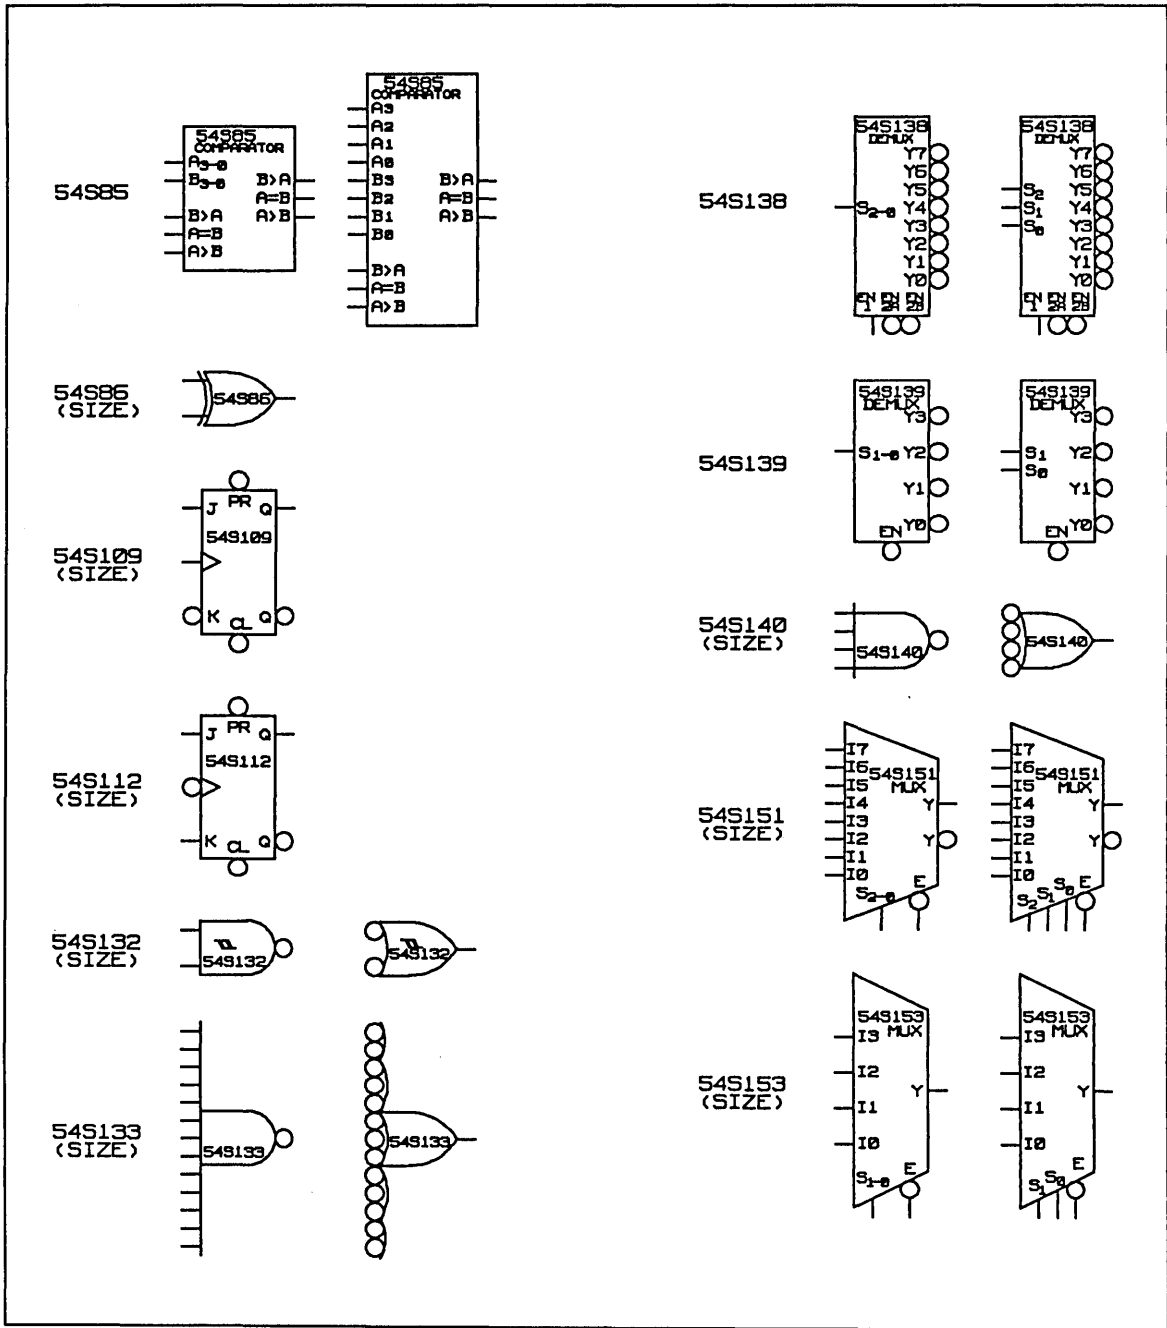 54S85
54S85
COMPARATOR
A3-0
B3-0
B>A
A=B
A>B
B>A
A=B
A>B
54S85
COMPARATOR
A3
A2
A1
A0
B3
B2
B1
B0
B>A
A=B
A>B
B>A
A=B
A>B
54S86
(SIZE)
54S86
54S109
(SIZE)
PR
J
Q
54S109
K
CL
Q
54S112
(SIZE)
PR
J
Q
54S112
K
CL
Q
54S132
(SIZE)
54S132
54S132
54S133
(SIZE)
54S133
54S133
54S138
54S138
DEMUX
Y7
Y6
Y5
S2-0 Y4
Y3
Y2
Y1
Y0
EN EN EN
1 2A 2B
54S138
DEMUX
Y7
Y6
S2 Y5
S1 Y4
S0 Y3
Y2
Y1
Y0
EN EN EN
1 2A 2B
54S139
54S139
DEMUX
Y3
S1-0 Y2
Y1
Y0
EN
54S139
DEMUX
Y3
S1 Y2
S0
Y1
Y0
EN
54S140
(SIZE)
54S140
54S140
54S151
(SIZE)
I7
I6
54S151
MUX
I5
I4 Y
I3
I2 Y
I1
I0
S2-0 E
I7
I6
54S151
MUX
I5
I4 Y
I3
I2 Y
I1
I0
S2 S1 S0 E
54S153
(SIZE)
54S153
MUX
I3
I2
Y
I1
I0
S1-0 E
54S153
MUX
I3
I2
Y
I1
I0
S1 S0 E